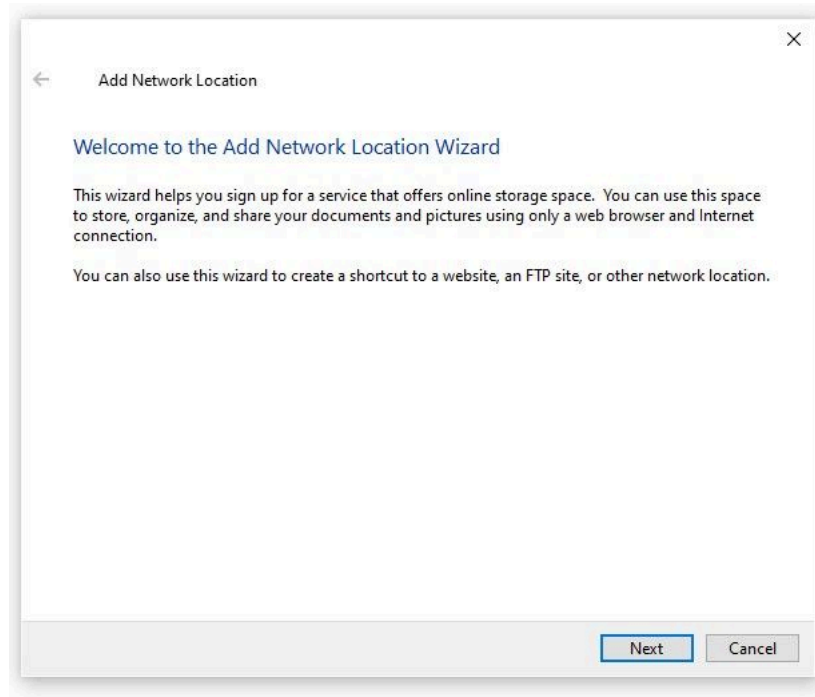 Add Network Location
Welcome to the Add Network Location Wizard
This wizard helps you sign up for a service that offers online storage space. You can use this space
to store, organize, and share your documents and pictures using only a web browser and Internet
connection.
You can also use this wizard to create a shortcut to a website, an FTP site, or other network location.
Next
Cancel